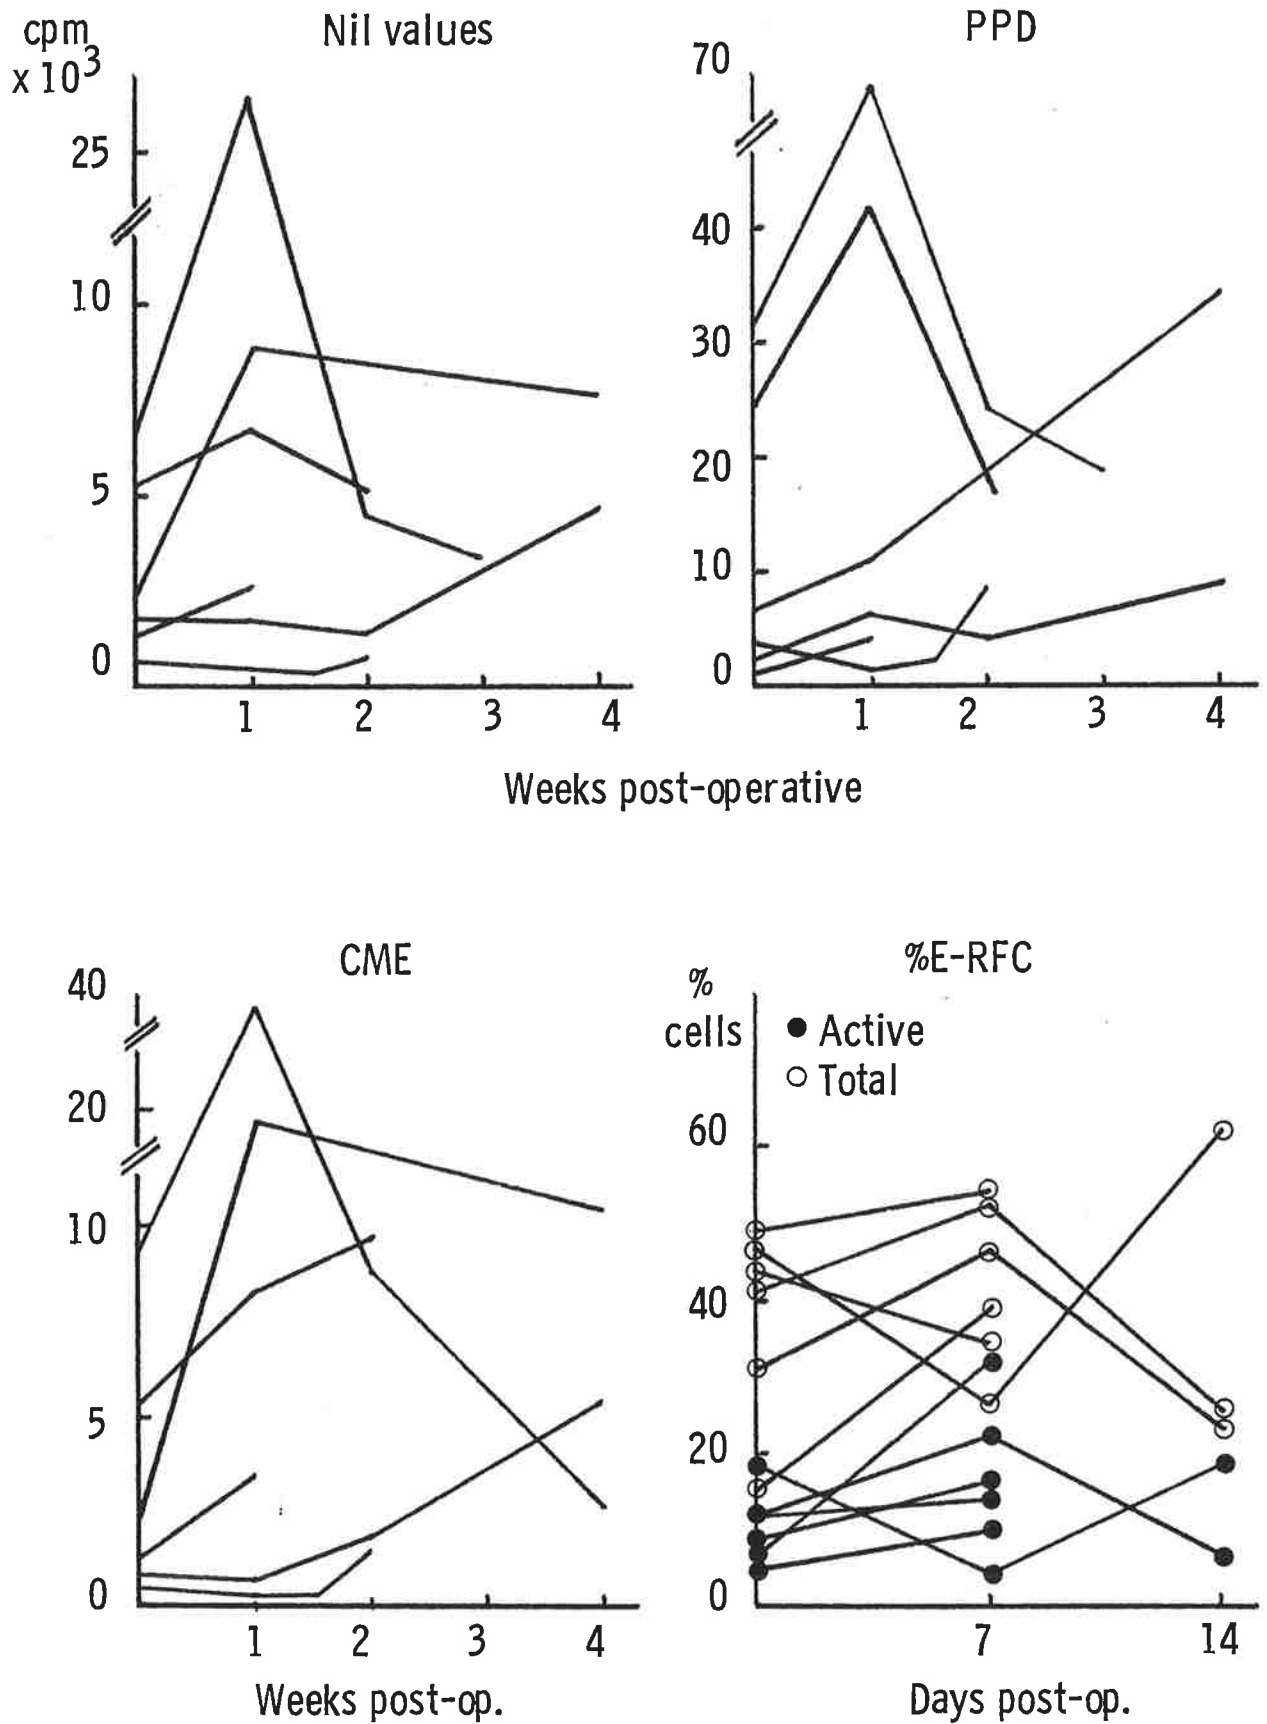 cpm
x 10³
Nil values
25
10
5
0
1 2 3 4
PPD
70
40
30
20
10
0
1 2 3 4
Weeks post-operative
CME
40
20
10
5
0
1 2 3 4
Weeks post-op.
%E-RFC
%
cells
● Active
○ Total
60
40
20
0
7 14
Days post-op.